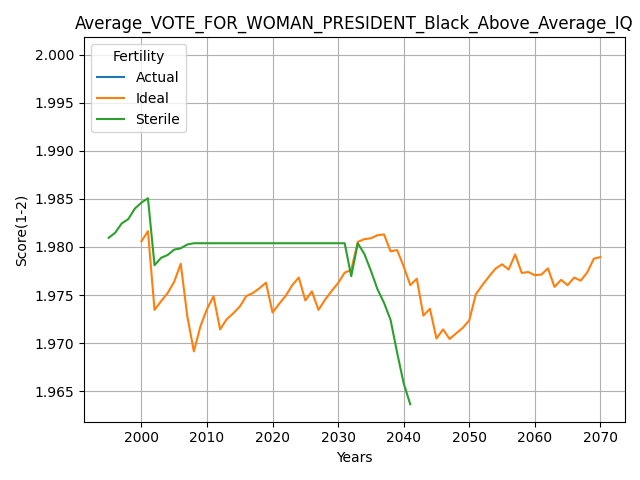 Average_VOTE_FOR_WOMAN_PRESIDENT_Black_Above_Average_IQ
Fertility
Actual
Ideal
Sterile
2.000
1.995
1.990
1.985
1.980
1.975
1.970
1.965
Score(1-2)
2000 2010 2020 2030 2040 2050 2060 2070
Years